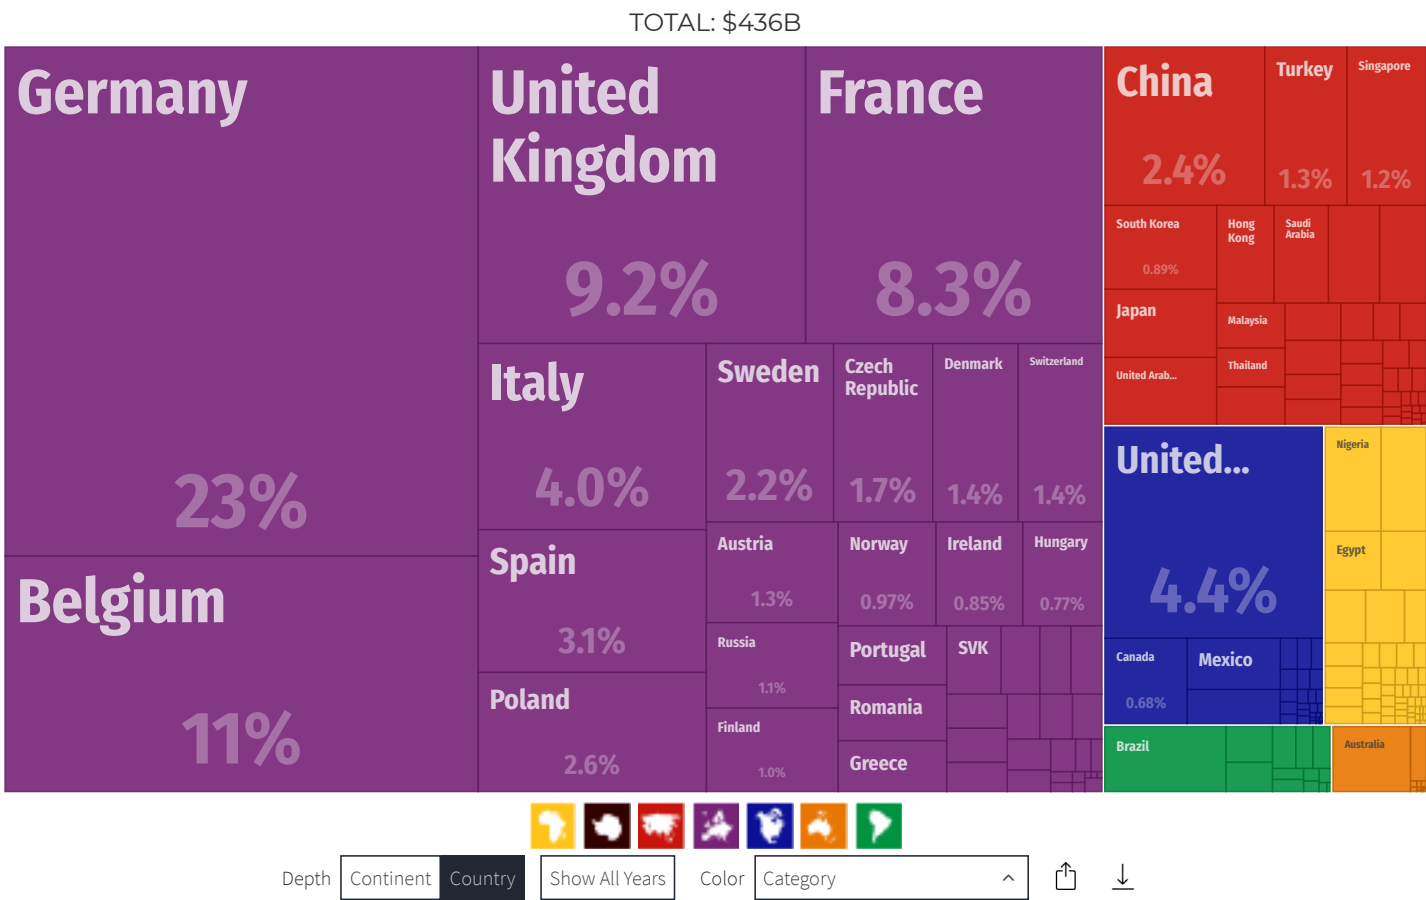 TOTAL: $436B
Germany
23%
Belgium
11%
United
Kingdom
9.2%
France
8.3%
Italy
4.0%
Spain
3.1%
Poland
2.6%
Sweden
2.2%
Czech
Republic
1.7%
Denmark
1.4%
Switzerland
1.4%
Austria
1.3%
Norway
0.97%
Ireland
0.85%
Hungary
0.77%
Russia
1.1%
Finland
1.0%
Portugal
SVK
Romania
Greece
China
2.4%
Turkey
1.3%
Singapore
1.2%
South Korea
0.89%
Hong
Kong
Saudi
Arabia
Japan
Malaysia
United Arab...
Thailand
United...
4.4%
Canada
0.68%
Mexico
Nigeria
Egypt
Brazil
Australia
Depth Continent Country Show All Years Color Category